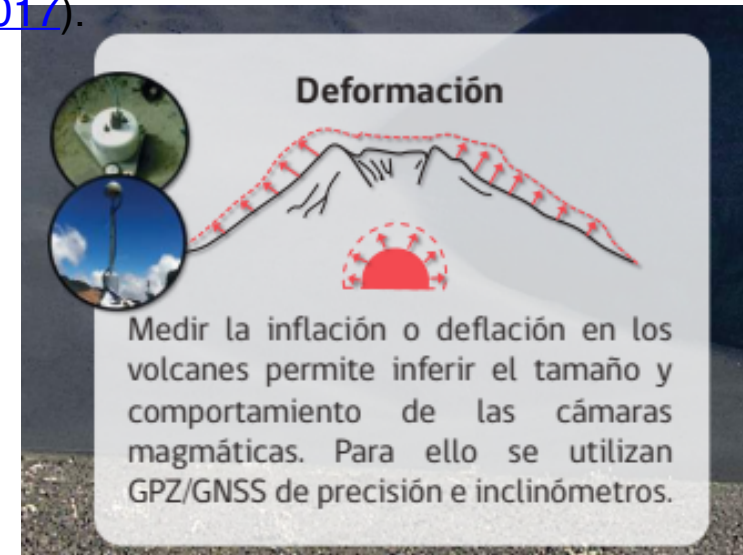 017).
Deformación
Medir la inflación o deflación en los
volcanes permite inferir el tamaño y
comportamiento de las cámaras
magmáticas. Para ello se utilizan
GPZ/GNSS de precisión e inclinómetros.